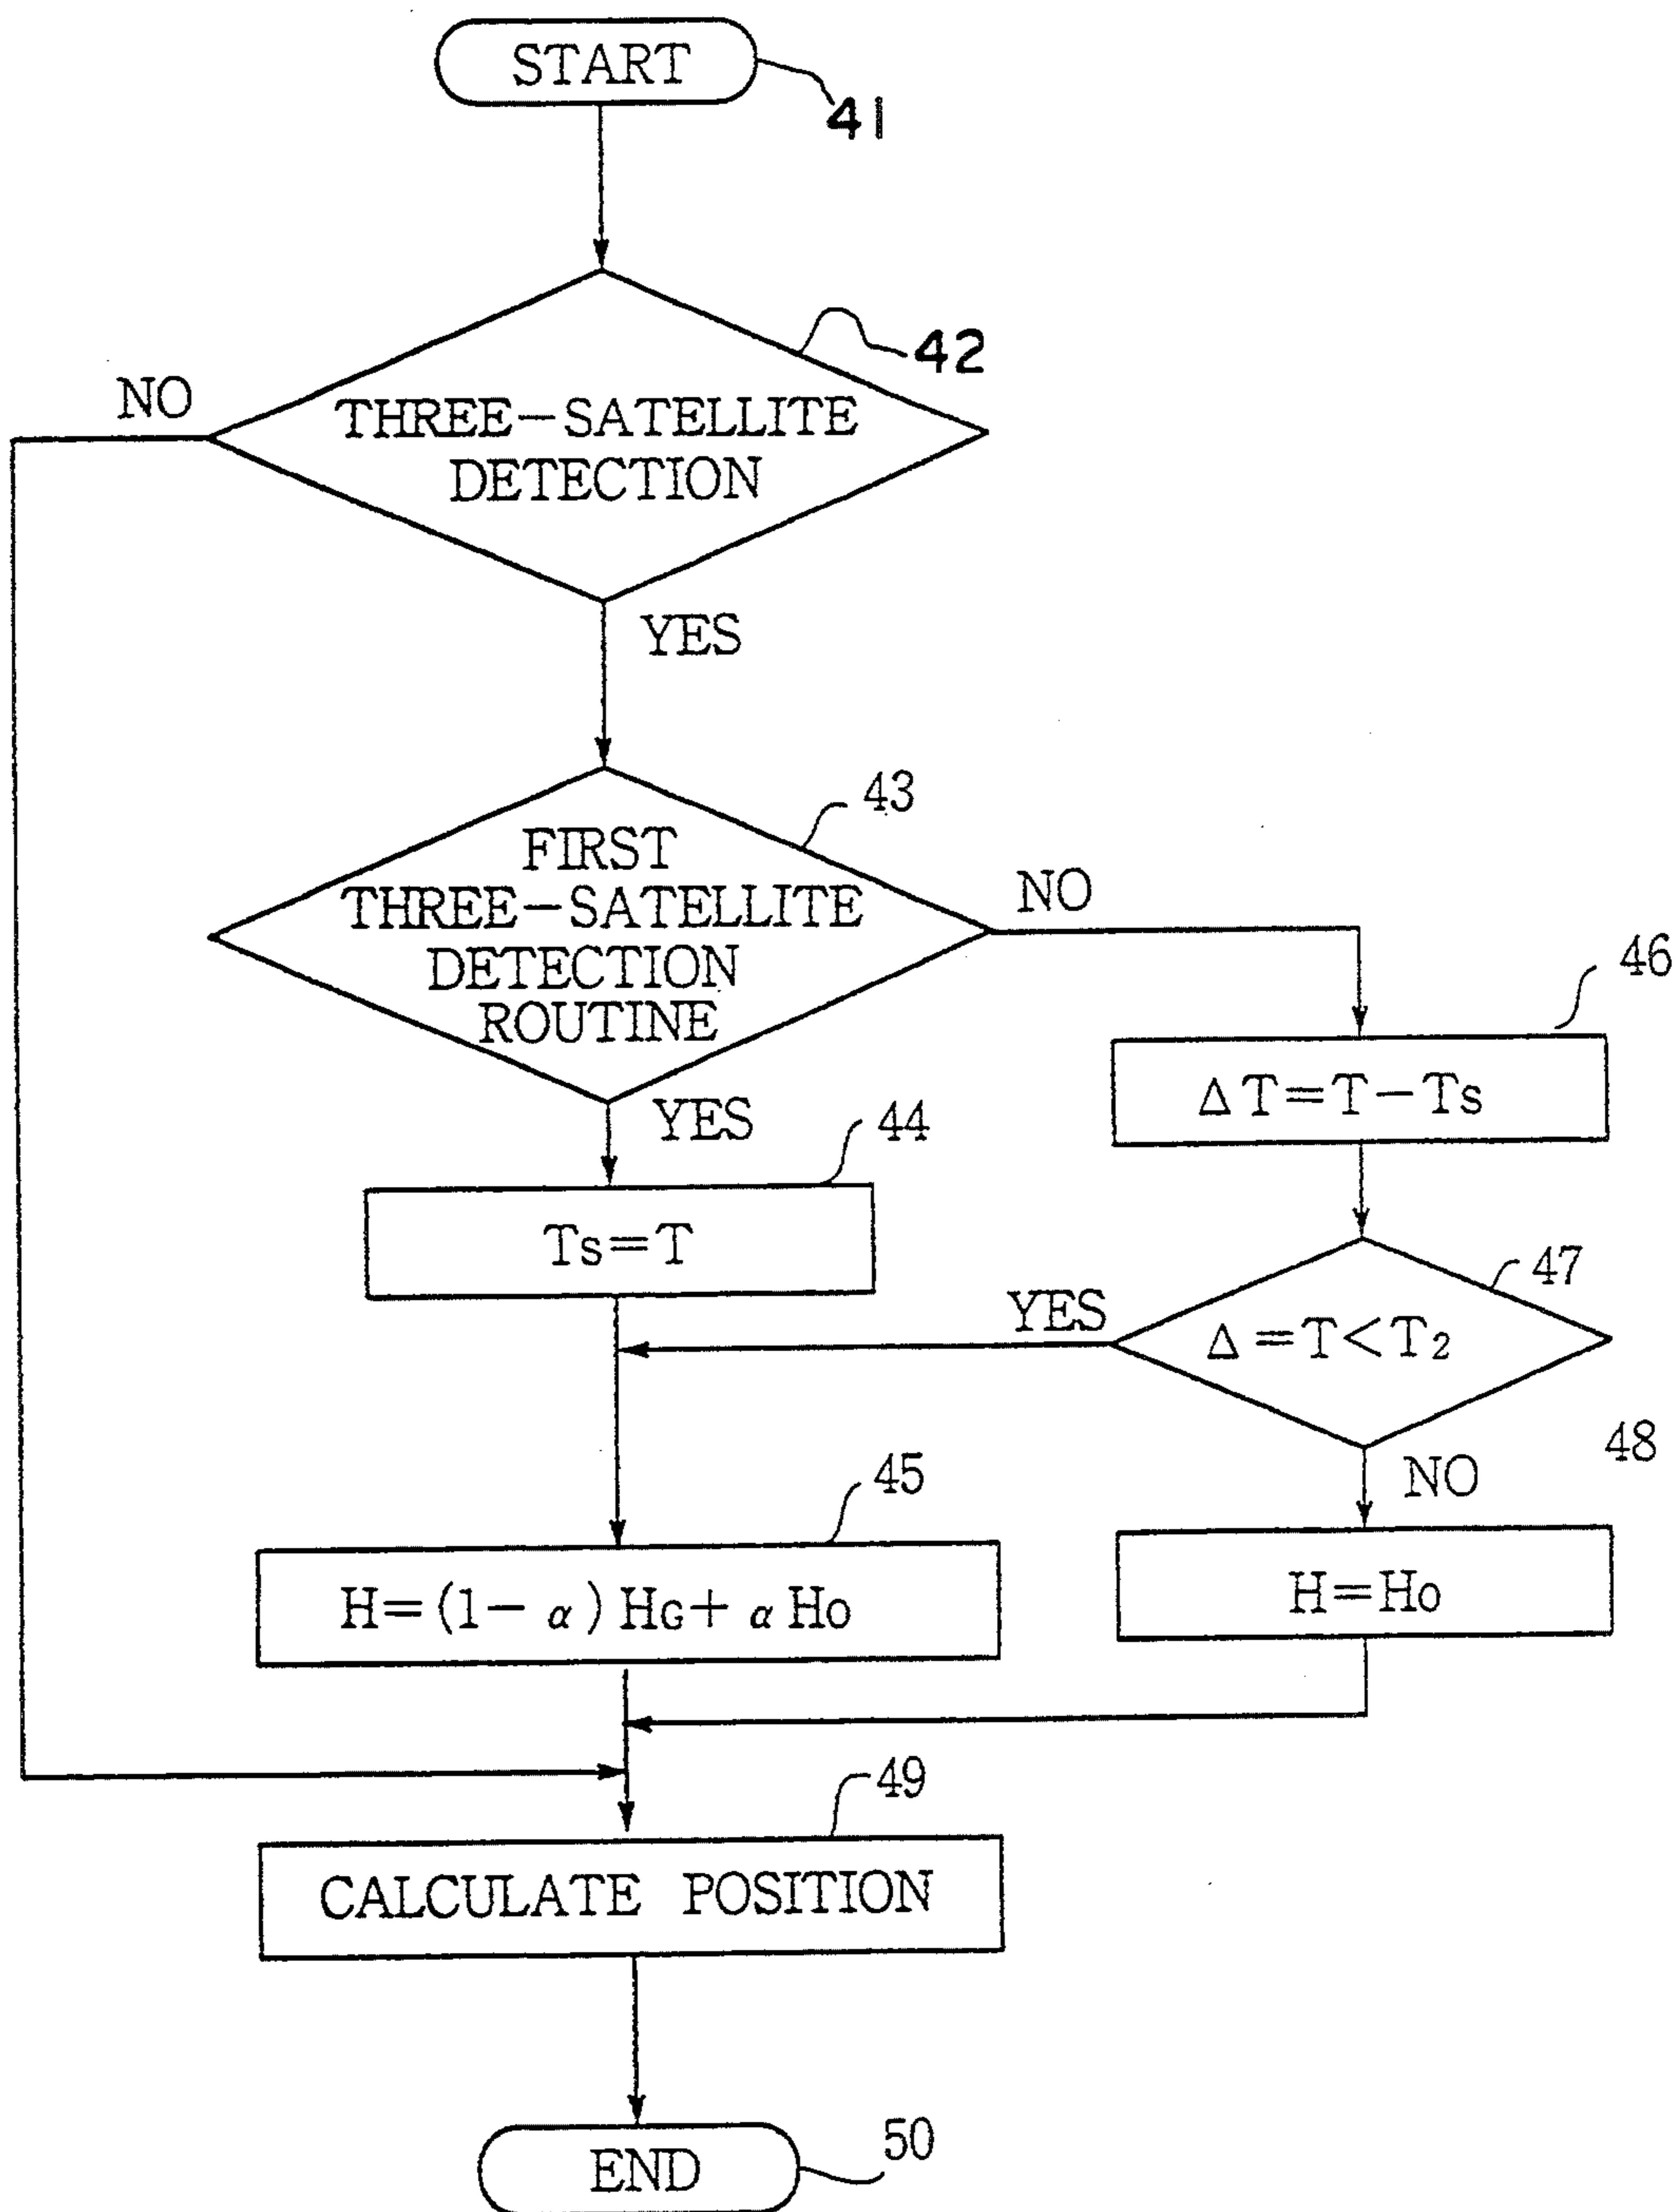 START
41
42
NO
THREE-SATELLITE
DETECTION
YES
43
FIRST
THREE-SATELLITE
DETECTION
ROUTINE
NO
46
ΔT=T-Ts
YES
44
Ts=T
47
YES
Δ=T<T2
48
NO
45
H=(1-α)HG+αHo
H=Ho
49
CALCULATE POSITION
50
END